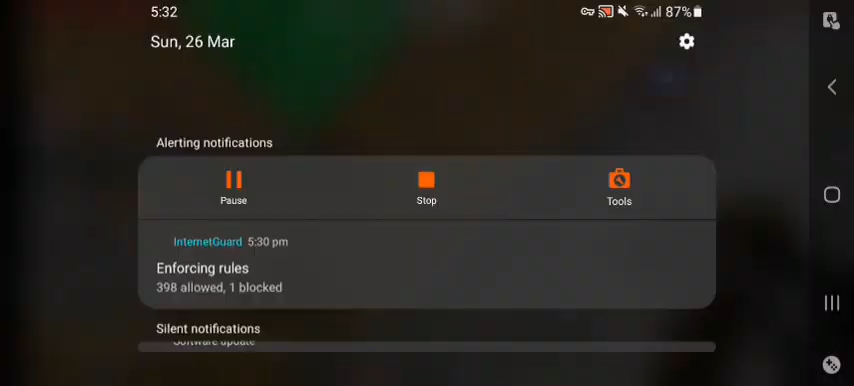 5:32
87%
Sun, 26 Mar
Alerting notifications
Pause
Stop
Tools
InternetGuard 5:30 pm
Enforcing rules
398 allowed, 1 blocked
Silent notifications
Software update